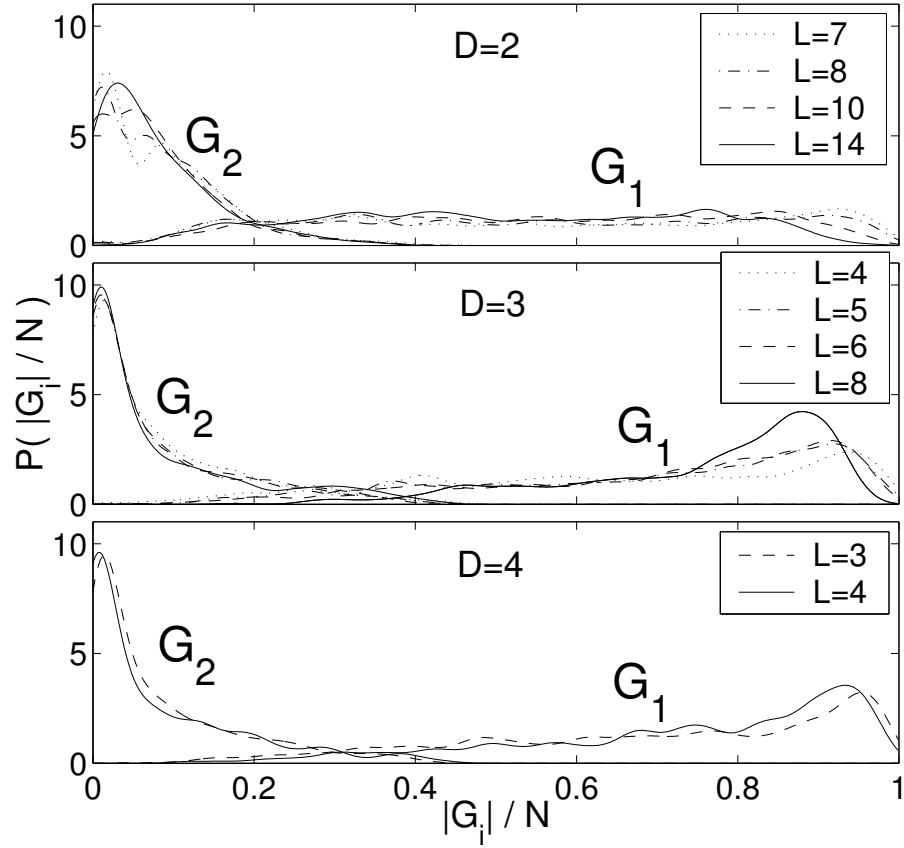 D=2
L=7
L=8
L=10
L=14
G₂
G₁
10
5
0
D=3
L=4
L=5
L=6
L=8
G₂
G₁
10
5
0
P( |Gᵢ| / N )
D=4
L=3
L=4
G₂
G₁
10
5
0
0 0.2 0.4 0.6 0.8 1
|Gᵢ| / N